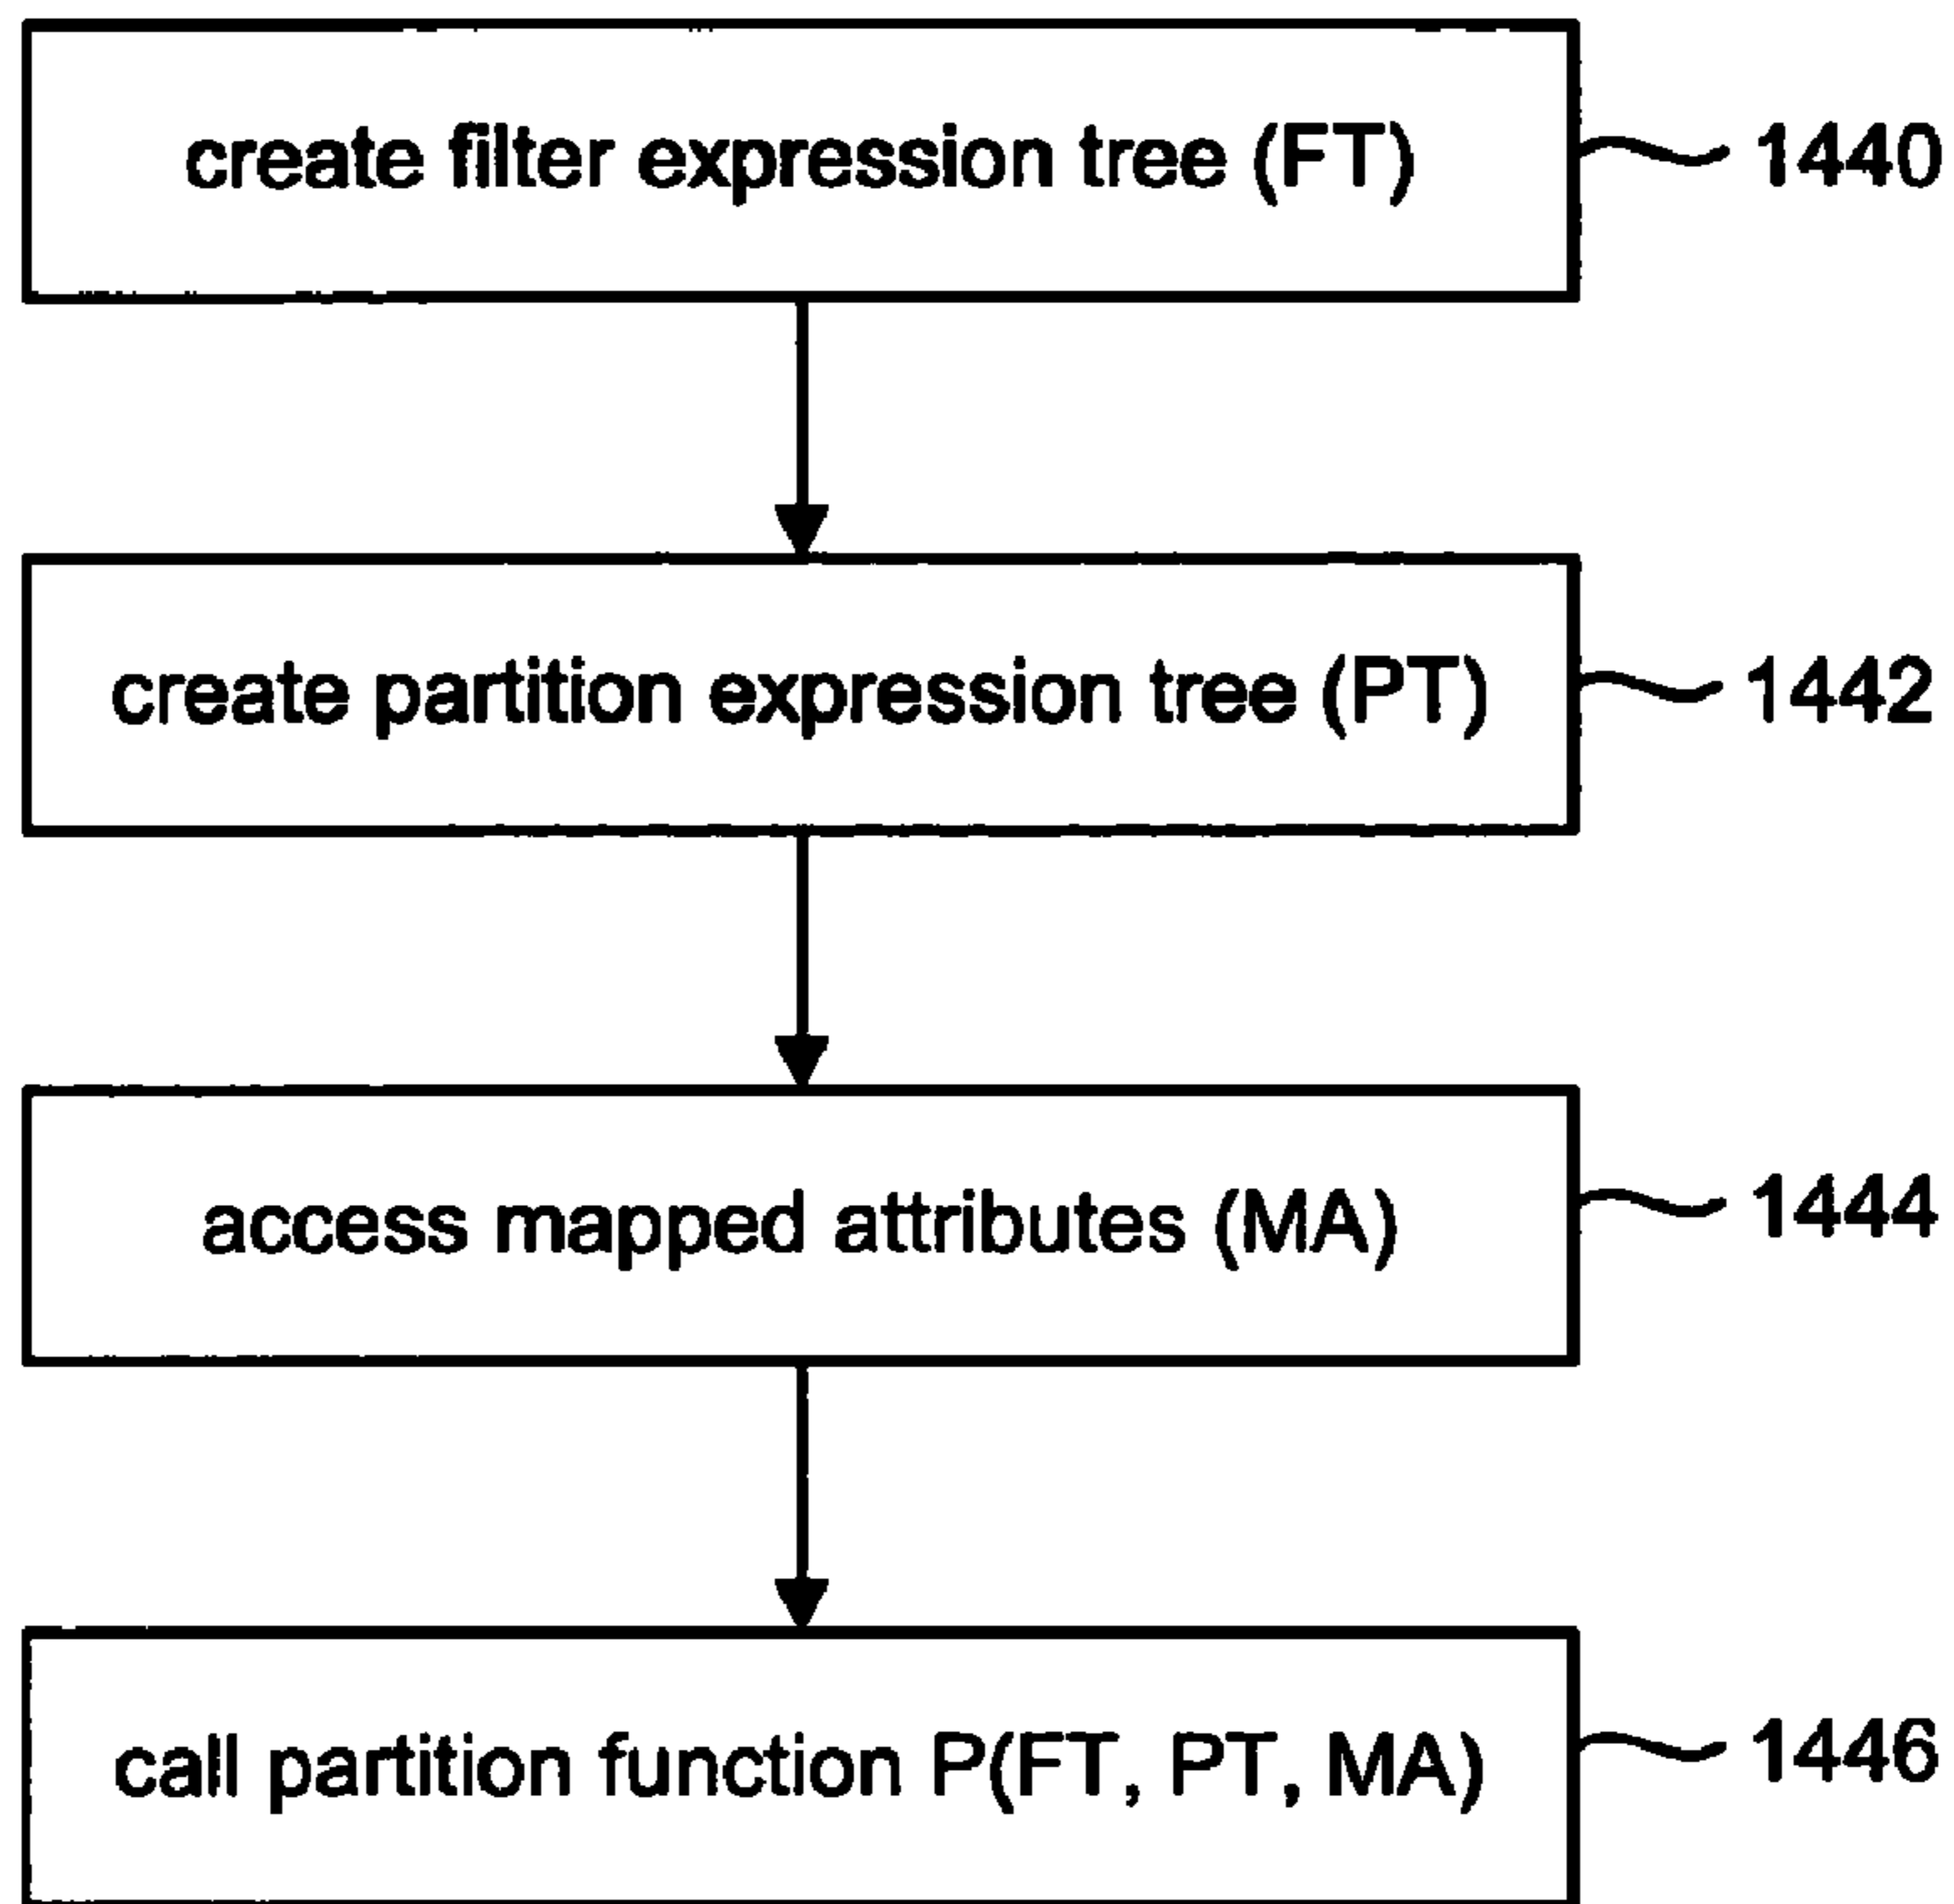 create filter expression tree (FT) 1440
create partition expression tree (PT) 1442
access mapped attributes (MA) 1444
call partition function P(FT, PT, MA) 1446